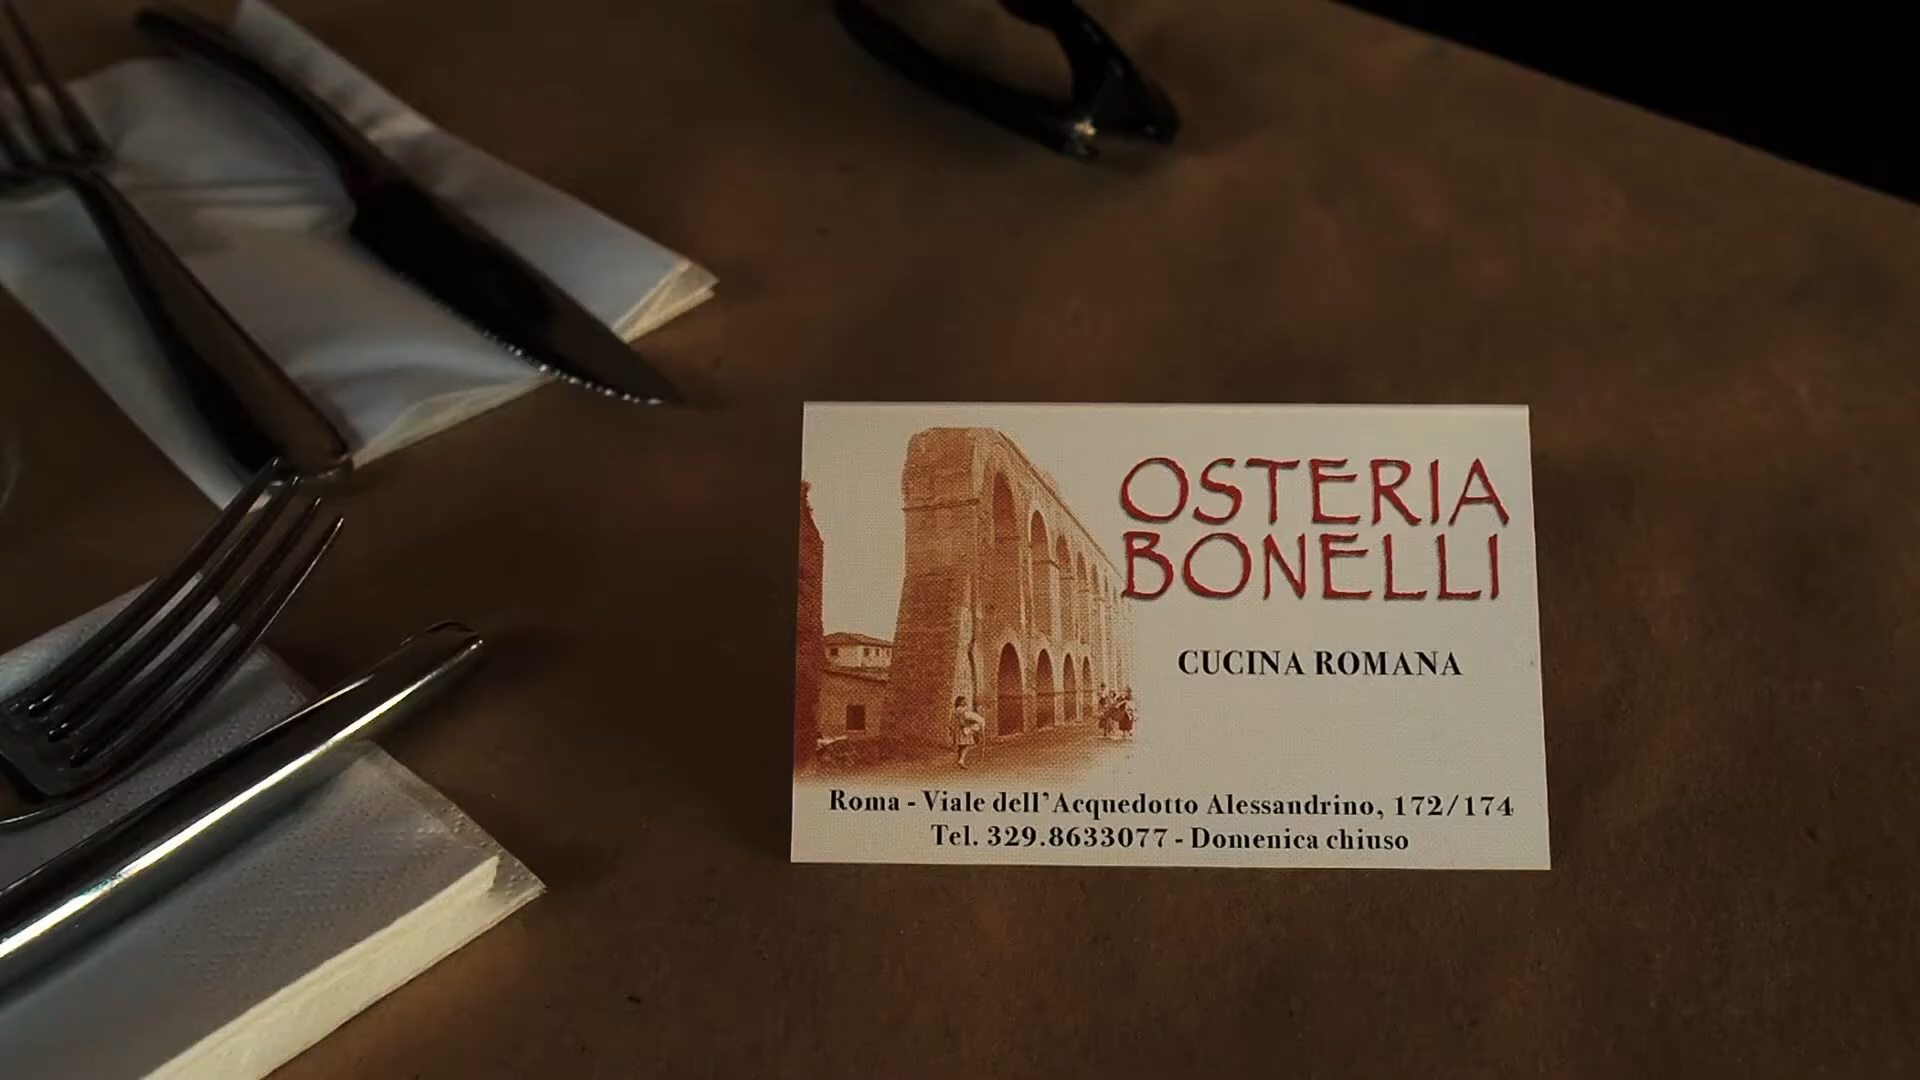 OSTERIA
BONELLI
CUCINA ROMANA
Roma - Viale dell'Acquedotto Alessandrino, 172/174
Tel. 329.8633077 - Domenica chiuso